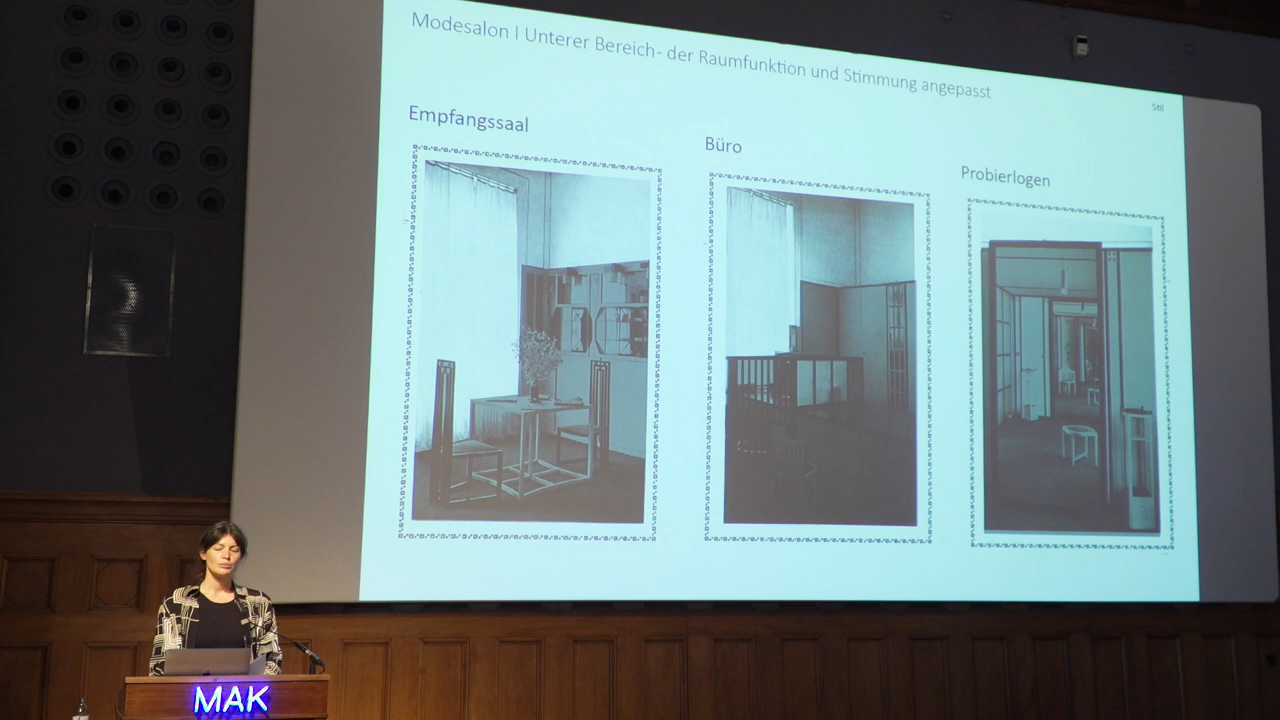 Modesalon I Unterer Bereich- der Raumfunktion und Stimmung angepasst
Stil
Empfangssaal
Büro
Probierlogen
MAK